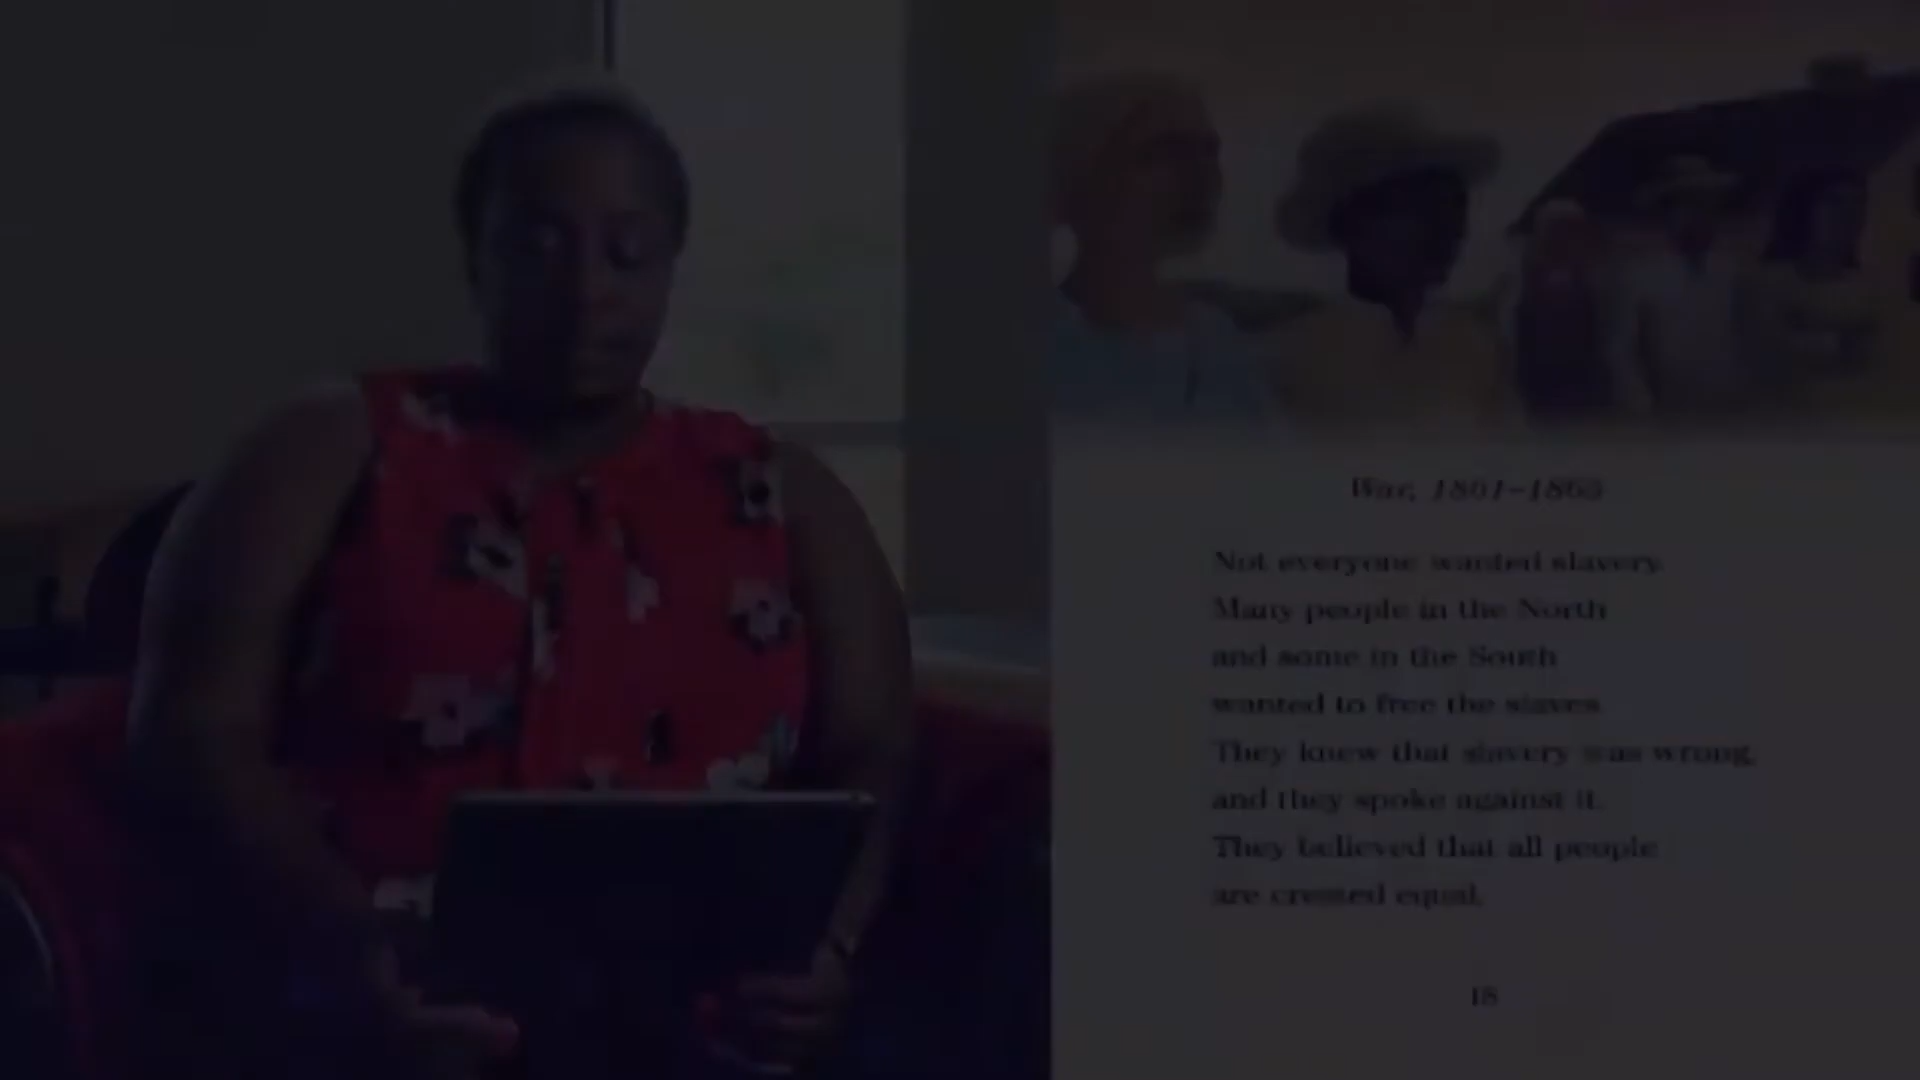 War, 1861–1865
Not everyone wanted slavery.
Many people in the North
and some in the South
wanted to free the slaves.
They knew that slavery was wrong,
and they spoke against it.
They believed that all people
are created equal.
18